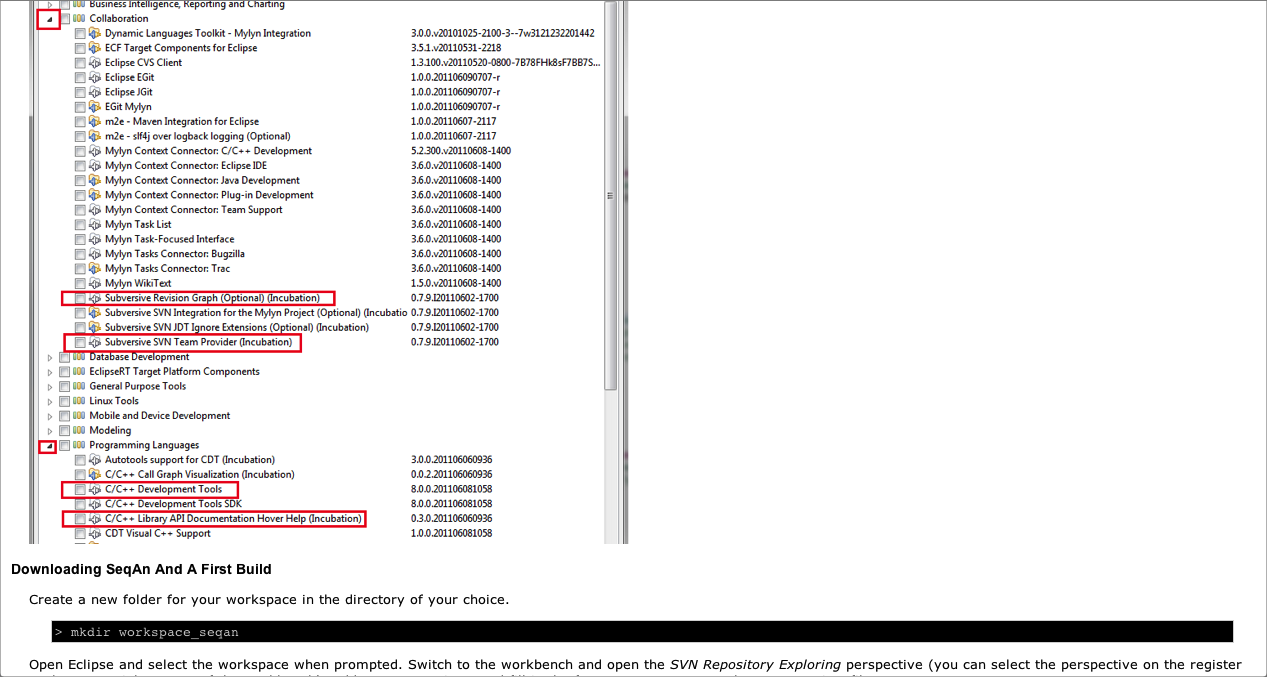 Business Intelligence, Reporting and Charting
Collaboration
Dynamic Languages Toolkit - Mylyn Integration 3.0.0.v20101025-2100-3--7w3121232201442
ECF Target Components for Eclipse 3.5.1.v20110531-2218
Eclipse CVS Client 1.3.100.v20110520-0800-7B78FHk8sF7BB7S...
Eclipse EGit 1.0.0.201106090707-r
Eclipse JGit 1.0.0.201106090707-r
EGit Mylyn 1.0.0.201106090707-r
m2e - Maven Integration for Eclipse 1.0.0.20110607-2117
m2e - slf4j over logback logging (Optional) 1.0.0.20110607-2117
Mylyn Context Connector: C/C++ Development 5.2.300.v20110608-1400
Mylyn Context Connector: Eclipse IDE 3.6.0.v20110608-1400
Mylyn Context Connector: Java Development 3.6.0.v20110608-1400
Mylyn Context Connector: Plug-in Development 3.6.0.v20110608-1400
Mylyn Context Connector: Team Support 3.6.0.v20110608-1400
Mylyn Task List 3.6.0.v20110608-1400
Mylyn Task-Focused Interface 3.6.0.v20110608-1400
Mylyn Tasks Connector: Bugzilla 3.6.0.v20110608-1400
Mylyn Tasks Connector: Trac 3.6.0.v20110608-1400
Mylyn WikiText 1.5.0.v20110608-1400
Subversive Revision Graph (Optional) (Incubation) 0.7.9.I20110602-1700
Subversive SVN Integration for the Mylyn Project (Optional) (Incubatio 0.7.9.I20110602-1700
Subversive SVN JDT Ignore Extensions (Optional) (Incubation) 0.7.9.I20110602-1700
Subversive SVN Team Provider (Incubation) 0.7.9.I20110602-1700
Database Development
EclipseRT Target Platform Components
General Purpose Tools
Linux Tools
Mobile and Device Development
Modeling
Programming Languages
Autotools support for CDT (Incubation) 3.0.0.201106060936
C/C++ Call Graph Visualization (Incubation) 0.0.2.201106060936
C/C++ Development Tools 8.0.0.201106081058
C/C++ Development Tools SDK 8.0.0.201106081058
C/C++ Library API Documentation Hover Help (Incubation) 0.3.0.201106060936
CDT Visual C++ Support 1.0.0.201106081058
Downloading SeqAn And A First Build
Create a new folder for your workspace in the directory of your choice.
> mkdir workspace_seqan
Open Eclipse and select the workspace when prompted. Switch to the workbench and open the SVN Repository Exploring perspective (you can select the perspective on the register